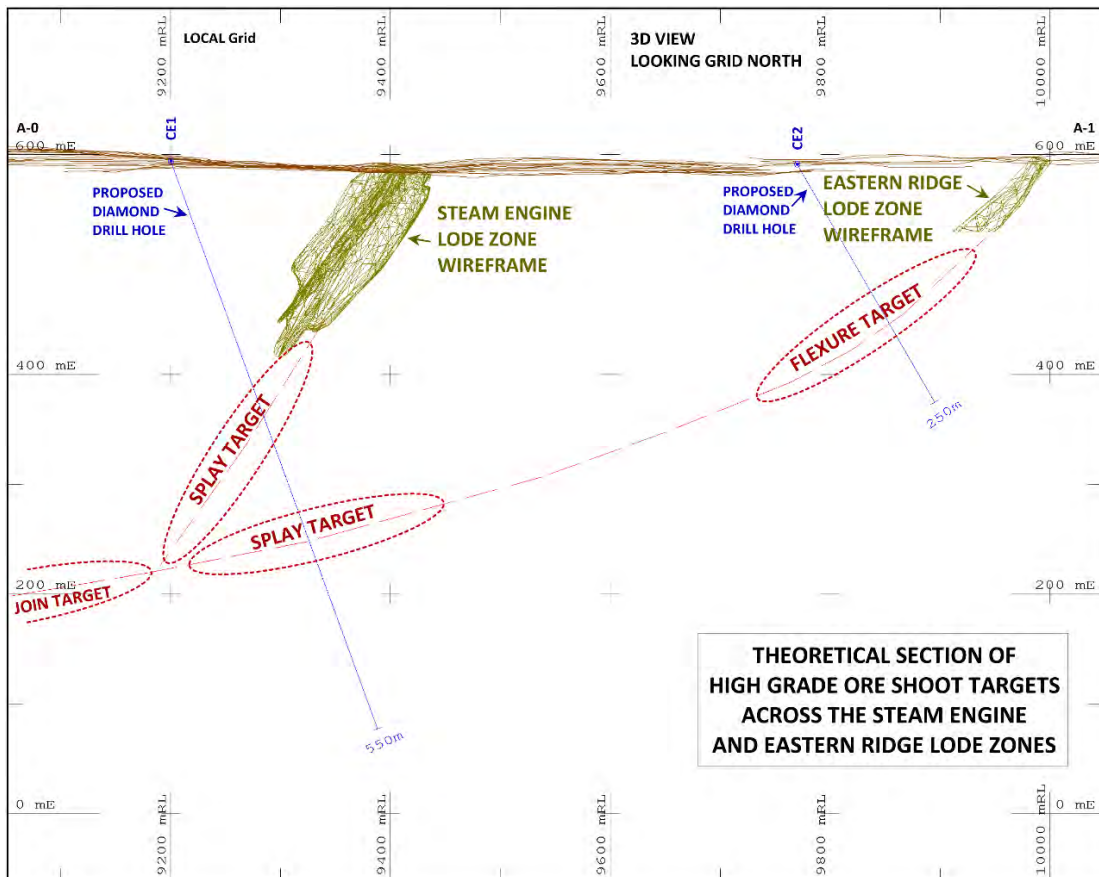 LOCAL Grid
3D VIEW
LOOKING GRID NORTH
9200 mRL
9400 mRL
9600 mRL
9800 mRL
10000 mRL
A-0
A-1
600 mE
600 mE
CE1
CE2
PROPOSED
DIAMOND
DRILL HOLE
STEAM ENGINE
LODE ZONE
WIREFRAME
PROPOSED
DIAMOND
DRILL HOLE
EASTERN RIDGE
LODE ZONE
WIREFRAME
FLEXURE TARGET
400 mE
400 mE
250m
SPLAY TARGET
SPLAY TARGET
200 mE
200 mE
JOIN TARGET
550m
THEORETICAL SECTION OF
HIGH GRADE ORE SHOOT TARGETS
ACROSS THE STEAM ENGINE
AND EASTERN RIDGE LODE ZONES
0 mE
0 mE
9200 mRL
9400 mRL
9600 mRL
9800 mRL
10000 mRL